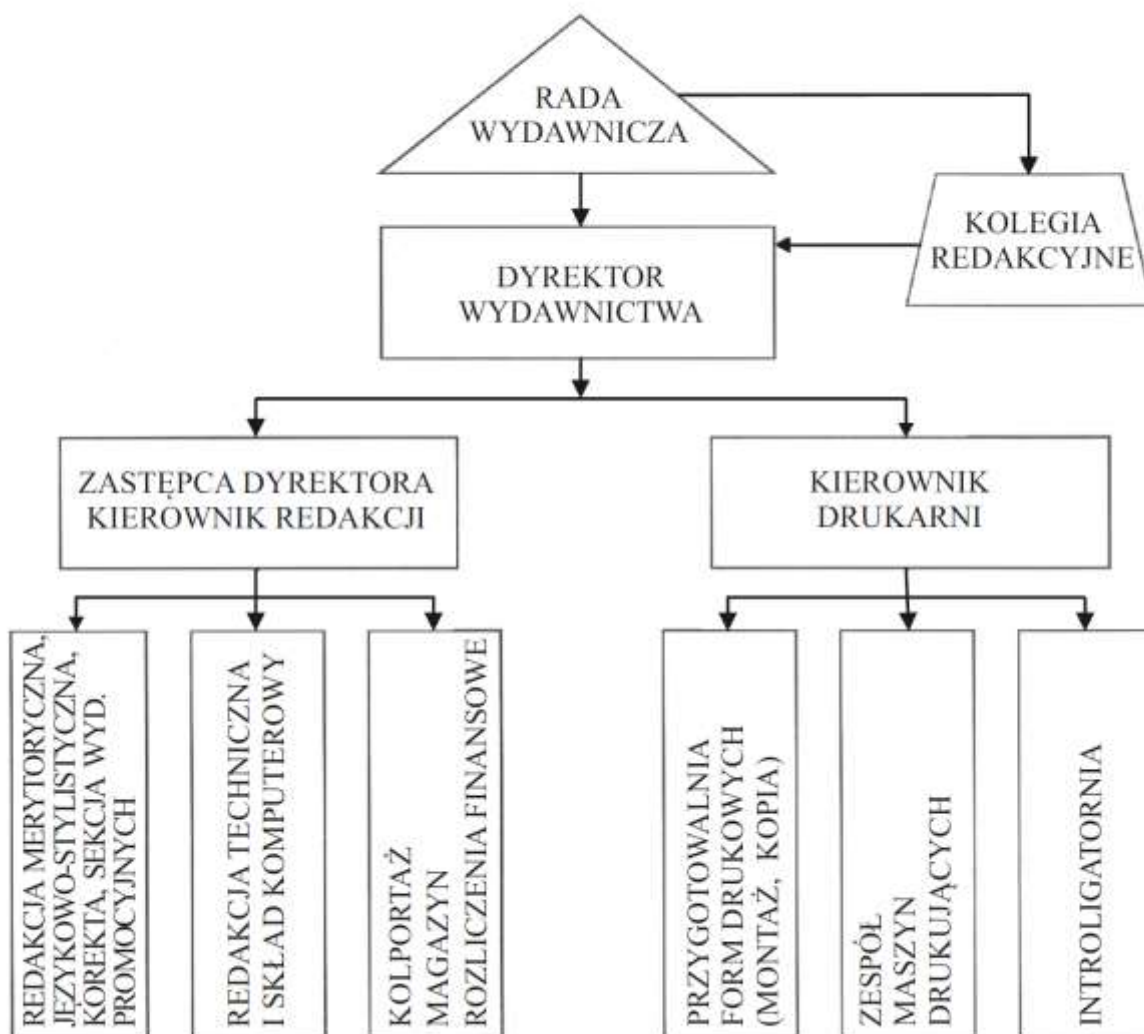 RADA
WYDAWNICZA
KOLEGIA
REDAKCYJNE
DYREKTOR
WYDAWNICTWA
ZASTĘPCA DYREKTORA
KIEROWNIK REDAKCJI
KIEROWNIK
DRUKARNI
REDAKCJA MERYTORYCZNA,
JĘZYKOWO-STYLISTYCZNA,
KOREKTA, SEKCJA WYD.
PROMOCYJNYCH
REDAKCJA TECHNICZNA
I SKŁAD KOMPUTEROWY
KOLPORTAŻ
MAGAZYN
ROZLICZENIA FINANSOWE
PRZYGOTOWALNIA
FORM DRUKOWYCH
(MONTAŻ, KOPIA)
ZESPÓŁ
MASZYN
DRUKUJĄCYCH
INTROLIGATORNIA